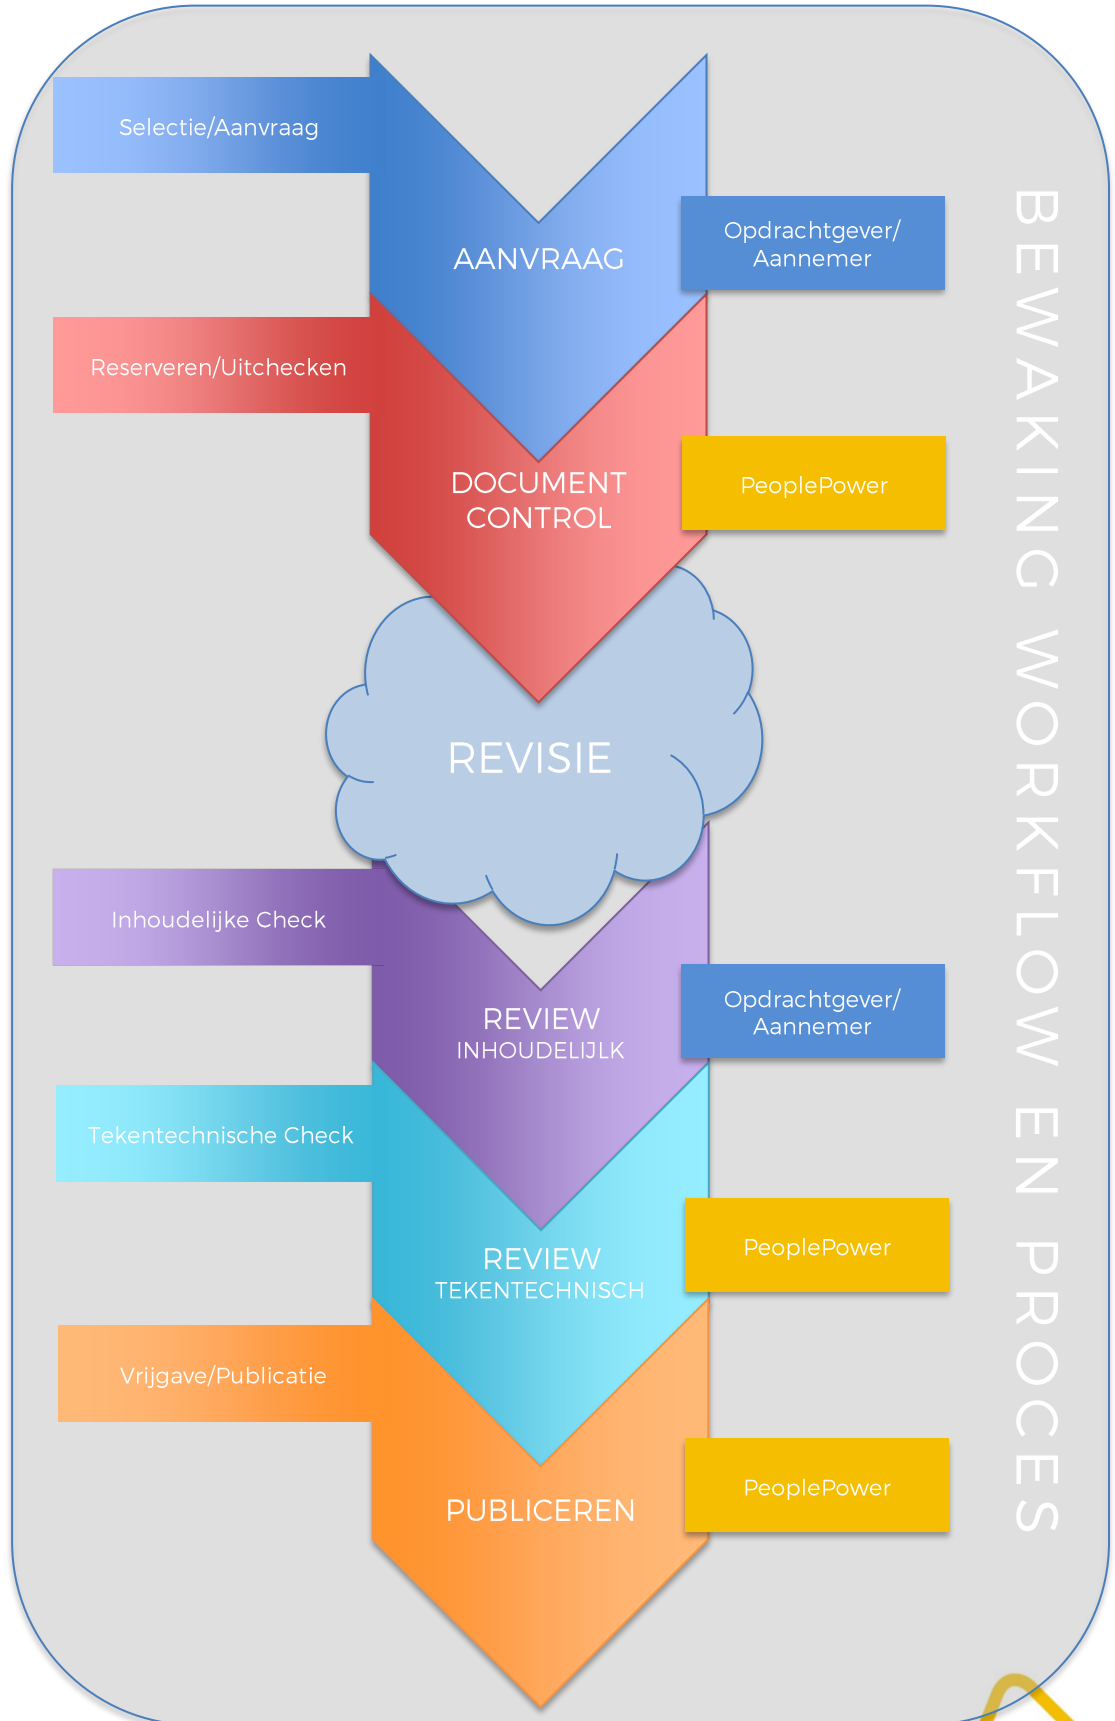 Selectie/Aanvraag
AANVRAAG
Opdrachtgever/
Aannemer
Reserveren/Uitchecken
DOCUMENT
CONTROL
PeoplePower
REVISIE
Inhoudelijke Check
REVIEW
INHOUDELIJLK
Opdrachtgever/
Aannemer
Tekentechnische Check
REVIEW
TEKENTECHNISCH
PeoplePower
Vrijgave/Publicatie
PUBLICEREN
PeoplePower
BEWAKING WORKFLOW EN PROCES